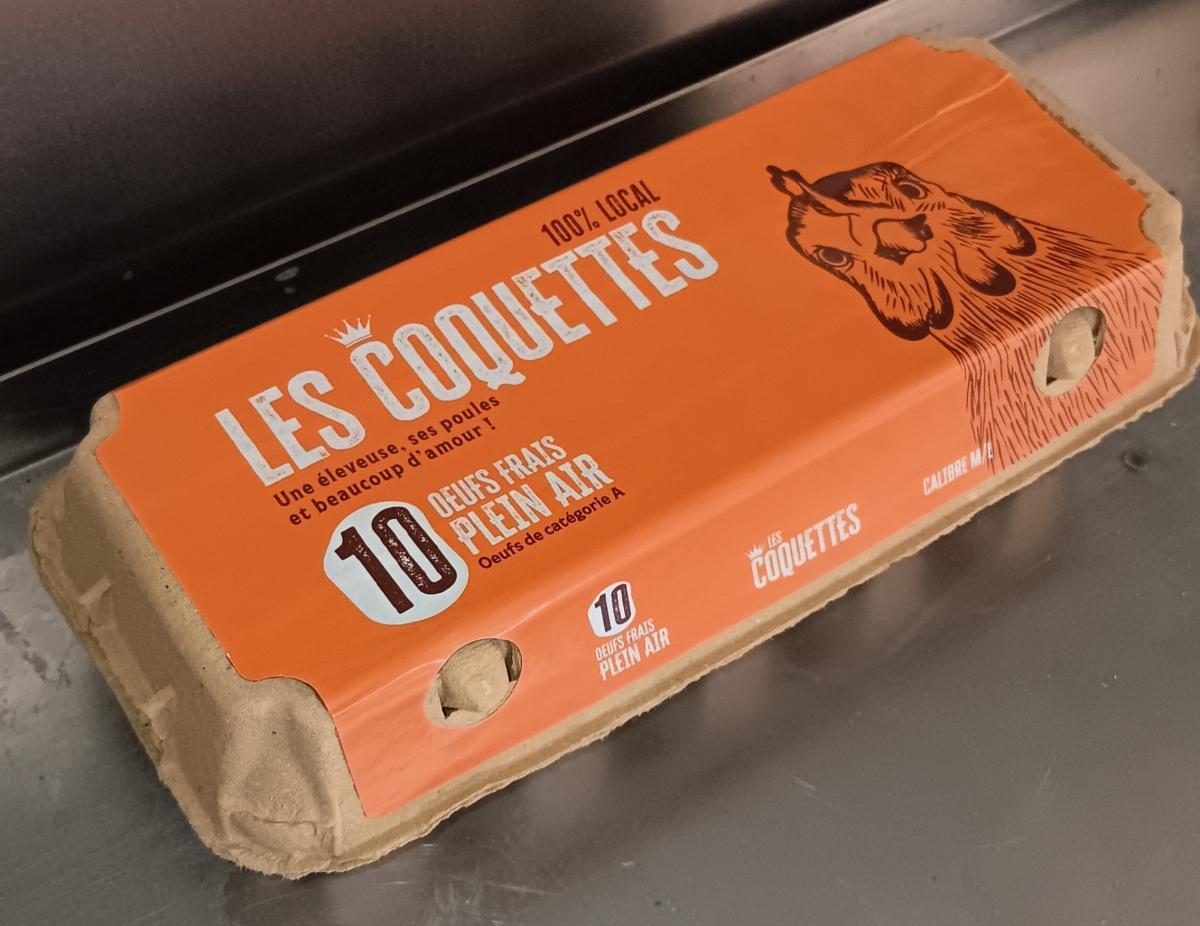 100% LOCAL
LES COQUETTES
Une éleveuse, ses poules
et beaucoup d'amour !
10
OEUFS FRAIS
PLEIN AIR
Oeufs de catégorie A
10
OEUFS FRAIS
PLEIN AIR
LES
COQUETTES
CALIBRE M/L